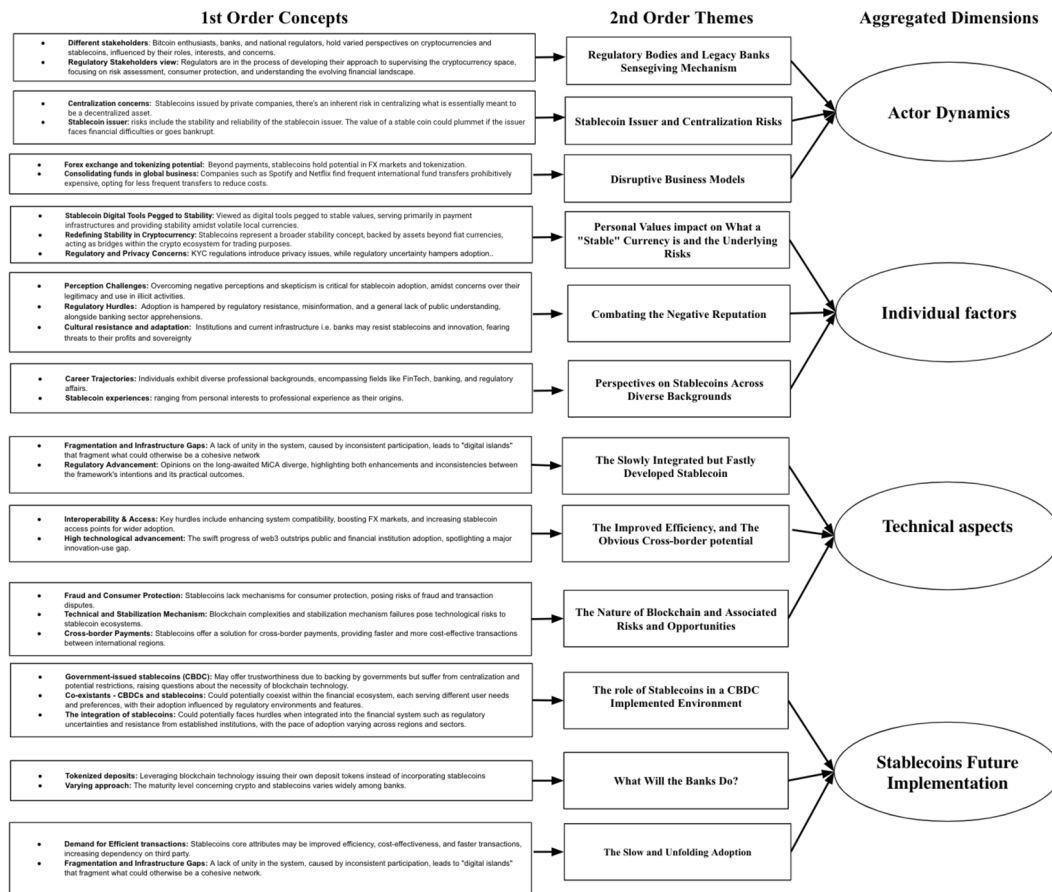 1st Order Concepts
2nd Order Themes
Aggregated Dimensions
Different stakeholders: Bitcoin enthusiasts, banks, and national regulators, hold varied perspectives on cryptocurrencies and
stablecoins, influenced by their roles, interests, and concerns.
Regulatory Stakeholders view: Regulators are in the process of developing their approach to supervising the cryptocurrency space,
focusing on risk assessment, consumer protection, and understanding the evolving financial landscape.
Regulatory Bodies and Legacy Banks
Sensegiving Mechanism
Centralization concerns: Stablecoins issued by private companies, there's an inherent risk in centralizing what is essentially meant to
be a decentralized asset.
Stablecoin issuer: risks include the stability and reliability of the stablecoin issuer. The value of a stable coin could plummet if the issuer
faces financial difficulties or goes bankrupt.
Stablecoin Issuer and Centralization Risks
Actor Dynamics
Forex exchange and tokenizing potential: Beyond payments, stablecoins hold potential in FX markets and tokenization.
Consolidating funds in global business: Companies such as Spotify and Netflix find frequent international fund transfers prohibitively
expensive, opting for less frequent transfers to reduce costs.
Disruptive Business Models
Stablecoin Digital Tools Pegged to Stability: Viewed as digital tools pegged to stable values, serving primarily in payment
infrastructures and providing stability amidst volatile local currencies.
Redefining Stability in Cryptocurrency: Stablecoins represent a broader stability concept, backed by assets beyond fiat currencies,
acting as bridges within the crypto ecosystem for trading purposes.
Regulatory and Privacy Concerns: KYC regulations introduce privacy issues, while regulatory uncertainty hampers adoption..
Personal Values impact on What a
"Stable" Currency is and the Underlying
Risks
Perception Challenges: Overcoming negative perceptions and skepticism is critical for stablecoin adoption, amidst concerns over their
legitimacy and use in illicit activities.
Regulatory Hurdles: Adoption is hampered by regulatory resistance, misinformation, and a general lack of public understanding,
alongside banking sector apprehensions.
Cultural resistance and adaptation: Institutions and current infrastructure i.e. banks may resist stablecoins and innovation, fearing
threats to their profits and sovereignty
Combating the Negative Reputation
Individual factors
Career Trajectories: Individuals exhibit diverse professional backgrounds, encompassing fields like FinTech, banking, and regulatory
affairs.
Stablecoin experiences: ranging from personal interests to professional experience as their origins.
Perspectives on Stablecoins Across
Diverse Backgrounds
Fragmentation and Infrastructure Gaps: A lack of unity in the system, caused by inconsistent participation, leads to "digital islands"
that fragment what could otherwise be a cohesive network
Regulatory Advancement: Opinions on the long-awaited MiCA diverge, highlighting both enhancements and inconsistencies between
the framework's intentions and its practical outcomes.
The Slowly Integrated but Fastly
Developed Stablecoin
Interoperability & Access: Key hurdles include enhancing system compatibility, boosting FX markets, and increasing stablecoin
access points for wider adoption.
High technological advancement: The swift progress of web3 outstrips public and financial institution adoption, spotlighting a major
innovation-use gap.
The Improved Efficiency, and The
Obvious Cross-border potential
Technical aspects
Fraud and Consumer Protection: Stablecoins lack mechanisms for consumer protection, posing risks of fraud and transaction
disputes.
Technical and Stabilization Mechanism: Blockchain complexities and stabilization mechanism failures pose technological risks to
stablecoin ecosystems.
Cross-border Payments: Stablecoins offer a solution for cross-border payments, providing faster and more cost-effective transactions
between international regions.
The Nature of Blockchain and Associated
Risks and Opportunities
Government-issued stablecoins (CBDC): May offer trustworthiness due to backing by governments but suffer from centralization and
potential restrictions, raising questions about the necessity of blockchain technology.
Co-existants - CBDCs and stablecoins: Could potentially coexist within the financial ecosystem, each serving different user needs
and preferences, with their adoption influenced by regulatory environments and features.
The integration of stablecoins: Could potentially faces hurdles when integrated into the financial system such as regulatory
uncertainties and resistance from established institutions, with the pace of adoption varying across regions and sectors.
The role of Stablecoins in a CBDC
Implemented Environment
Tokenized deposits: Leveraging blockchain technology issuing their own deposit tokens instead of incorporating stablecoins
Varying approach: The maturity level concerning crypto and stablecoins varies widely among banks.
What Will the Banks Do?
Stablecoins Future
Implementation
Demand for Efficient transactions: Stablecoins core attributes may be improved efficiency, cost-effectiveness, and faster transactions,
increasing dependency on third party.
Fragmentation and Infrastructure Gaps: A lack of unity in the system, caused by inconsistent participation, leads to "digital islands"
that fragment what could otherwise be a cohesive network.
The Slow and Unfolding Adoption